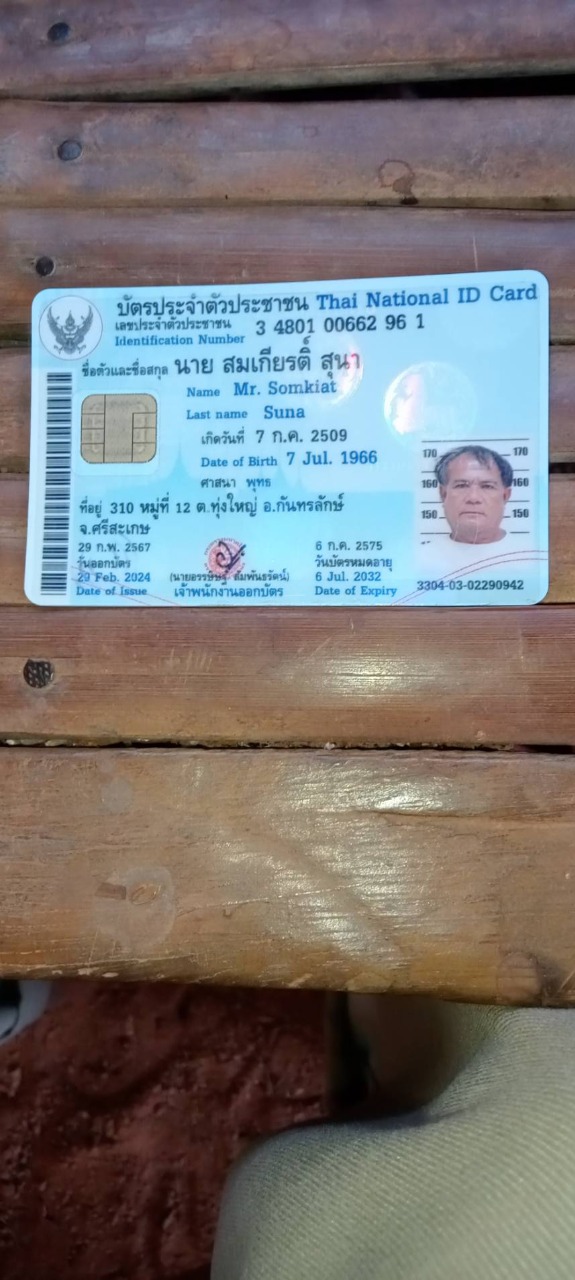 บัตรประจำตัวประชาชน Thai National ID Card
เลขประจำตัวประชาชน 3 4801 00662 96 1
Identification Number
ชื่อตัวและชื่อสกุล นาย สมเกียรติ์ สุนา
Name Mr. Somkiat
Last name Suna
เกิดวันที่ 7 ก.ค. 2509
Date of Birth 7 Jul. 1966
ศาสนา พุทธ
ที่อยู่ 310 หมู่ที่ 12 ต.ทุ่งใหญ่ อ.กันทรลักษ์
จ.ศรีสะเกษ
29 ก.พ. 2567
วันออกบัตร
29 Feb. 2024
Date of Issue
เจ้าพนักงานออกบัตร
6 ก.ค. 2575
วันบัตรหมดอายุ
6 Jul. 2032
Date of Expiry
170 170
160 160
150 150
3304-03-02290942